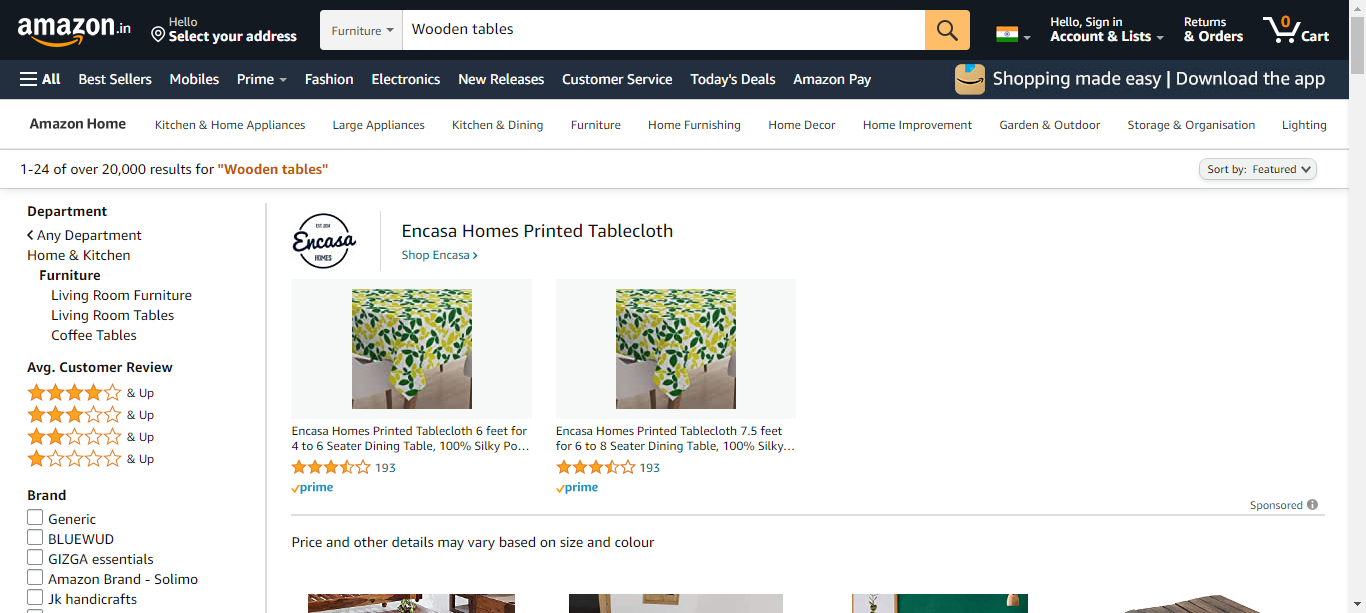 amazon.in
Hello
Select your address
Furniture
Wooden tables
Hello, Sign in
Account & Lists
Returns
& Orders
0
Cart
All
Best Sellers
Mobiles
Prime
Fashion
Electronics
New Releases
Customer Service
Today's Deals
Amazon Pay
Shopping made easy | Download the app
Amazon Home
Kitchen & Home Appliances
Large Appliances
Kitchen & Dining
Furniture
Home Furnishing
Home Decor
Home Improvement
Garden & Outdoor
Storage & Organisation
Lighting
1-24 of over 20,000 results for "Wooden tables"
Sort by: Featured
Department
Any Department
Home & Kitchen
Furniture
Living Room Furniture
Living Room Tables
Coffee Tables
Avg. Customer Review
& Up
& Up
& Up
& Up
Brand
Generic
BLUEWUD
GIZGA essentials
Amazon Brand - Solimo
Jk handicrafts
EST. 2014
Encasa
HOMES
Encasa Homes Printed Tablecloth
Shop Encasa ›
Encasa Homes Printed Tablecloth 6 feet for
4 to 6 Seater Dining Table, 100% Silky Po…
193
prime
Encasa Homes Printed Tablecloth 7.5 feet
for 6 to 8 Seater Dining Table, 100% Silky…
193
prime
Sponsored
Price and other details may vary based on size and colour